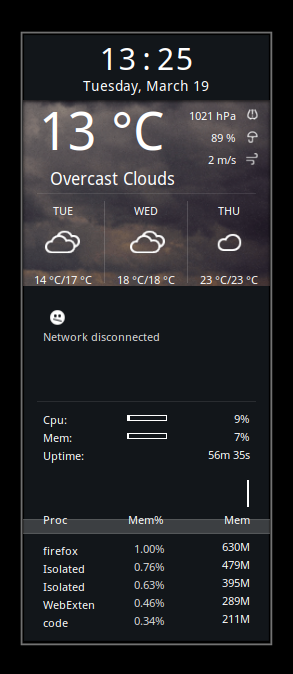 13:25
Tuesday, March 19
13 °C
1021 hPa
89 %
2 m/s
Overcast Clouds
TUE WED THU
14 °C/17 °C 18 °C/18 °C 23 °C/23 °C
Network disconnected
Cpu: 9%
Mem: 7%
Uptime: 56m 35s
Proc Mem% Mem
firefox 1.00% 630M
Isolated 0.76% 479M
Isolated 0.63% 395M
WebExten 0.46% 289M
code 0.34% 211M